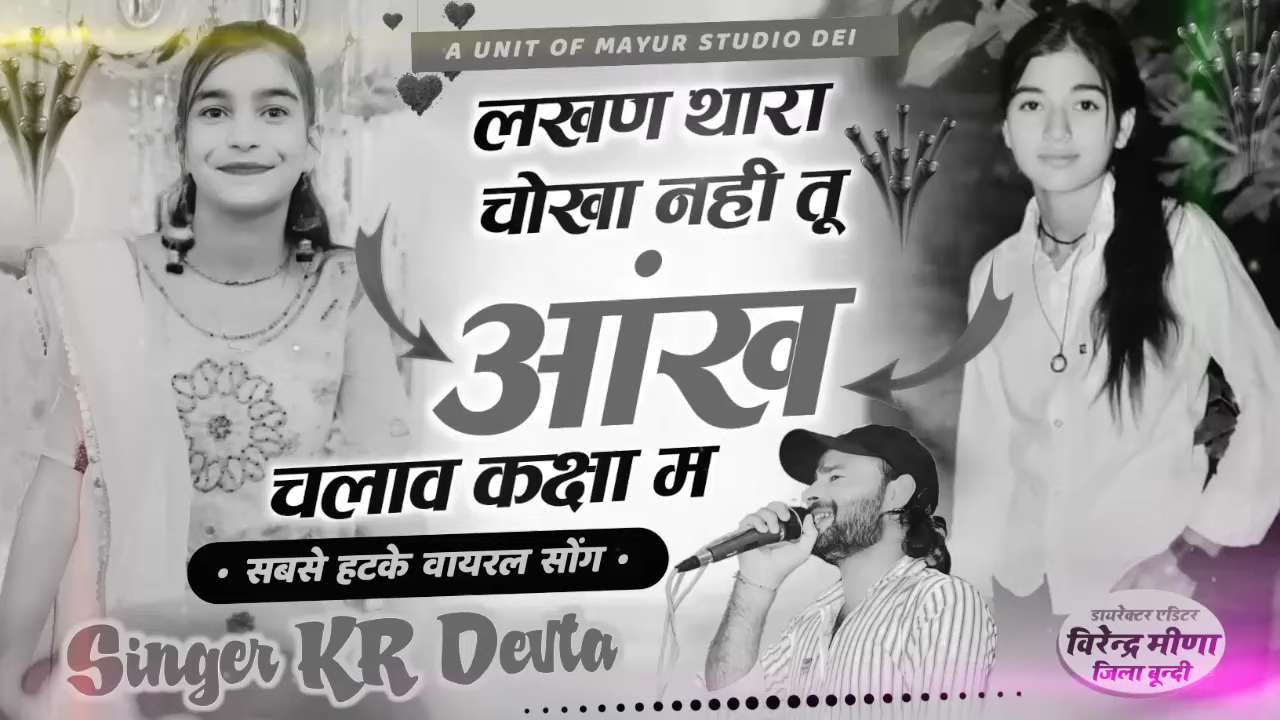 A UNIT OF MAYUR STUDIO DEI
लखण थारा
चोखा नही तू
आंख
चलाव कक्षा म
• सबसे हटके वायरल सोंग •
Singer KR Devta
डायरेक्टर एडिटर
विरेन्द्र मीणा
जिला बून्दी